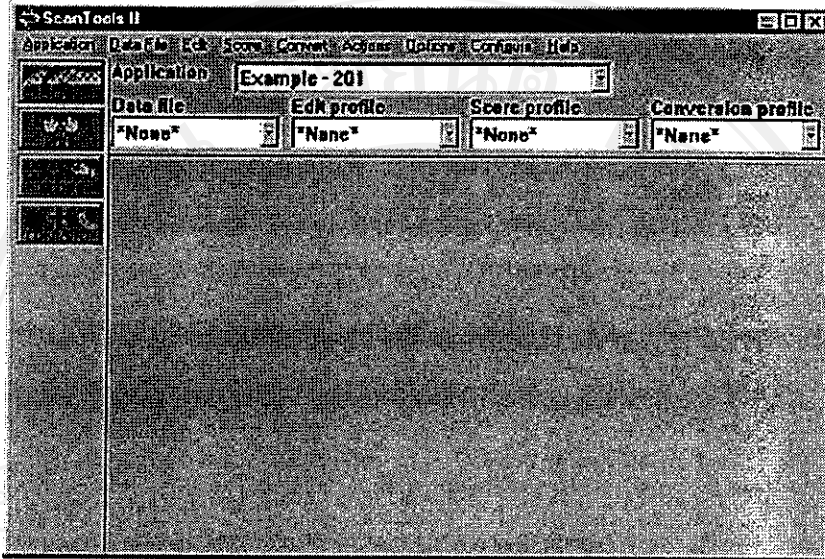 ScanTools II
Application Data File Edit Score Convert Actions Options Configure Help
Application Example - 201
Data file Edit profile Score profile Conversion profile
*None* *None* *None* *None*